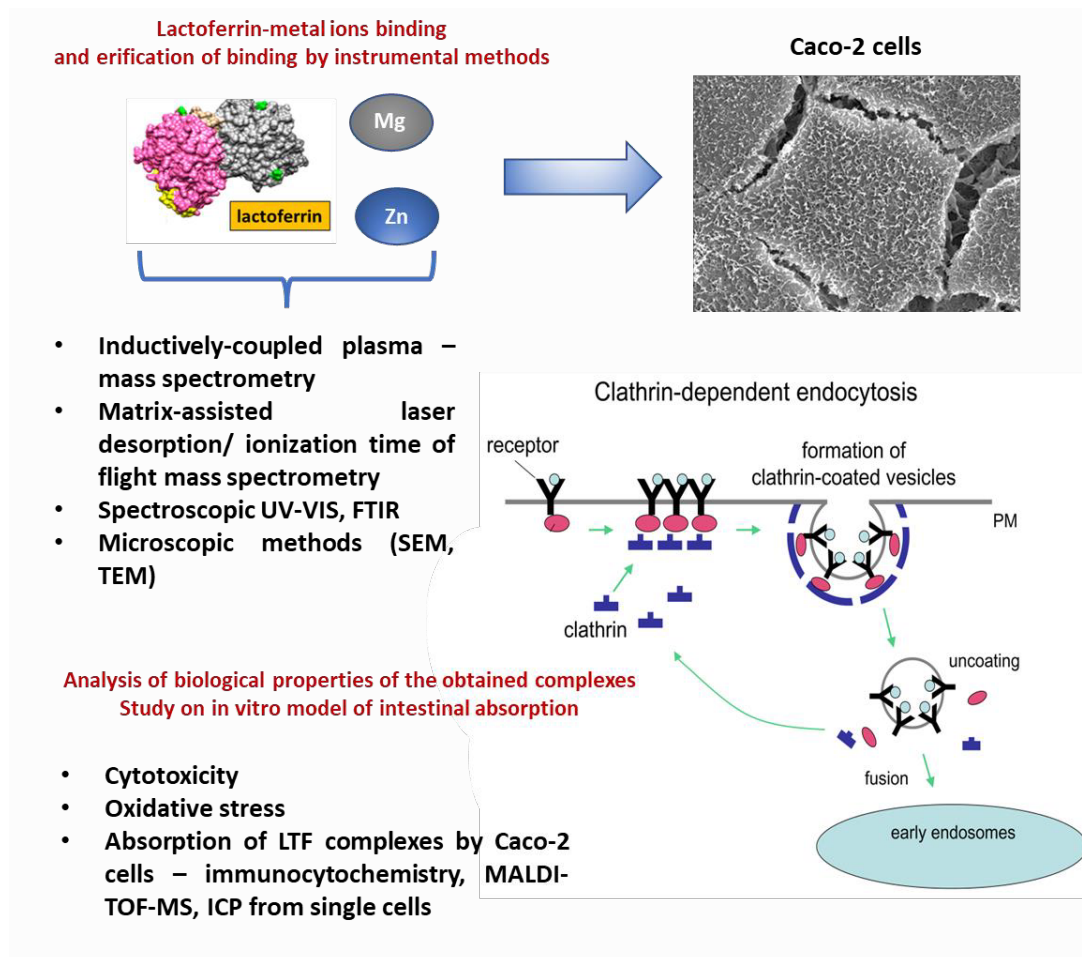 Lactoferrin-metal ions binding
and erification of binding by instrumental methods
Caco-2 cells
Mg
lactoferrin
Zn
• Inductively-coupled plasma –
mass spectrometry
• Matrix-assisted laser
desorption/ ionization time of
flight mass spectrometry
• Spectroscopic UV-VIS, FTIR
• Microscopic methods (SEM,
TEM)
Clathrin-dependent endocytosis
receptor
formation of
clathrin-coated vesicles
PM
clathrin
uncoating
fusion
early endosomes
Analysis of biological properties of the obtained complexes
Study on in vitro model of intestinal absorption
• Cytotoxicity
• Oxidative stress
• Absorption of LTF complexes by Caco-2
cells – immunocytochemistry, MALDI-
TOF-MS, ICP from single cells